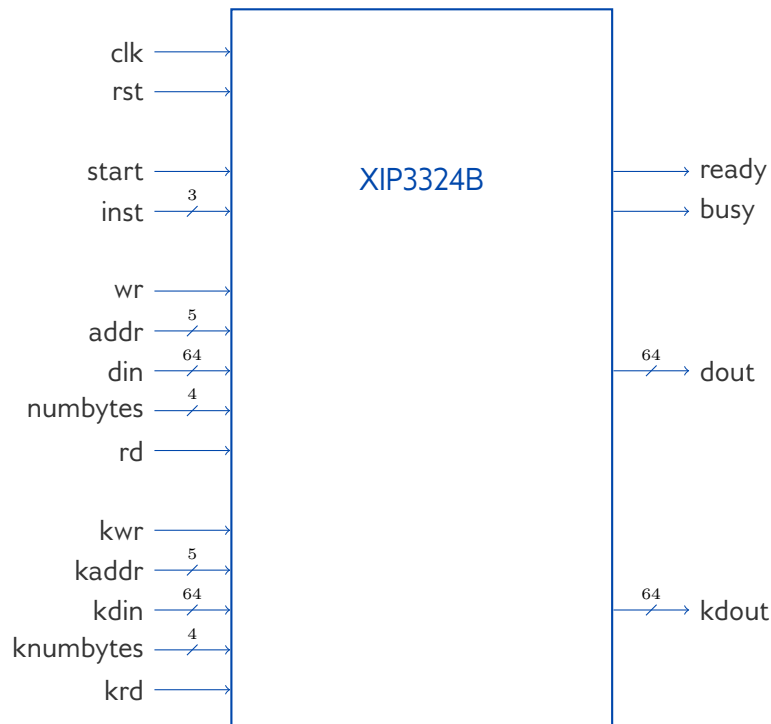 clk
rst
start
3
inst
XIP3324B
ready
busy
wr
5
addr
64
din
4
numbytes
rd
64
dout
kwr
5
kaddr
64
kdin
4
knumbytes
krd
64
kdout